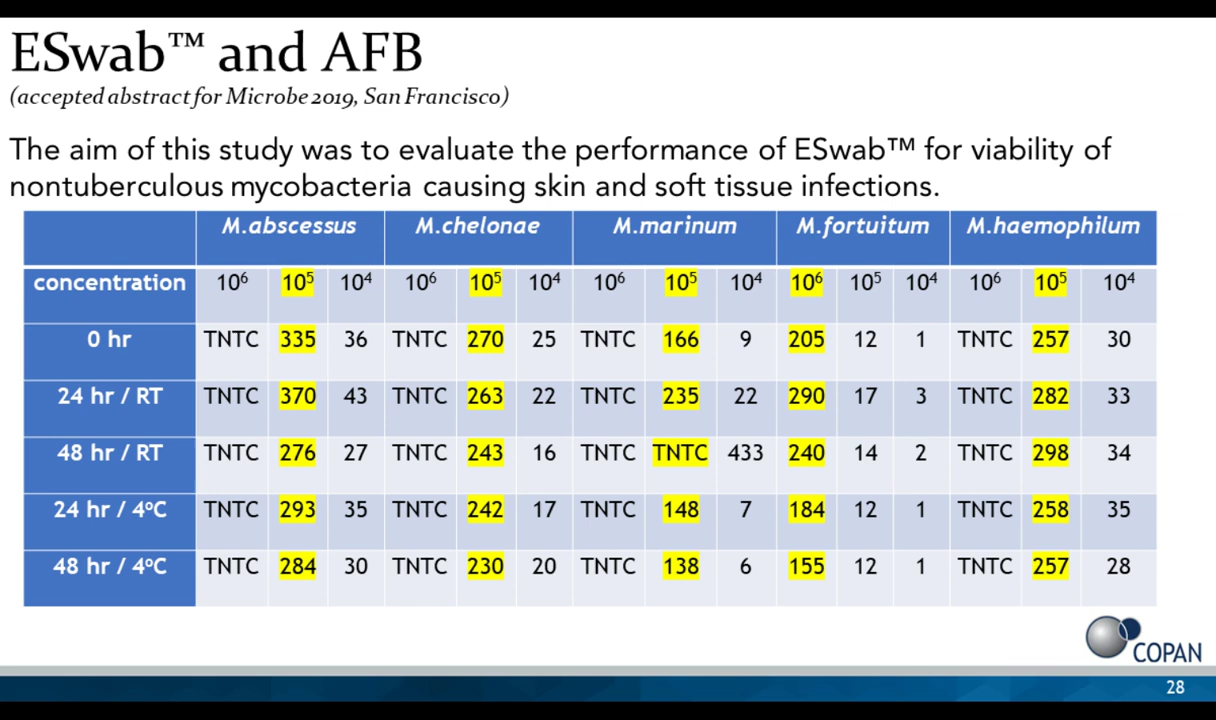 ESwab™ and AFB
(accepted abstract for Microbe 2019, San Francisco)
The aim of this study was to evaluate the performance of ESwab™ for viability of
nontuberculous mycobacteria causing skin and soft tissue infections.
M.abscessus M.chelonae M.marinum M.fortuitum M.haemophilum
concentration 10⁶ 10⁵ 10⁴ 10⁶ 10⁵ 10⁴ 10⁶ 10⁵ 10⁴ 10⁶ 10⁵ 10⁴ 10⁶ 10⁵ 10⁴
0 hr TNTC 335 36 TNTC 270 25 TNTC 166 9 205 12 1 TNTC 257 30
24 hr / RT TNTC 370 43 TNTC 263 22 TNTC 235 22 290 17 3 TNTC 282 33
48 hr / RT TNTC 276 27 TNTC 243 16 TNTC TNTC 433 240 14 2 TNTC 298 34
24 hr / 4ºC TNTC 293 35 TNTC 242 17 TNTC 148 7 184 12 1 TNTC 258 35
48 hr / 4ºC TNTC 284 30 TNTC 230 20 TNTC 138 6 155 12 1 TNTC 257 28
COPAN
28